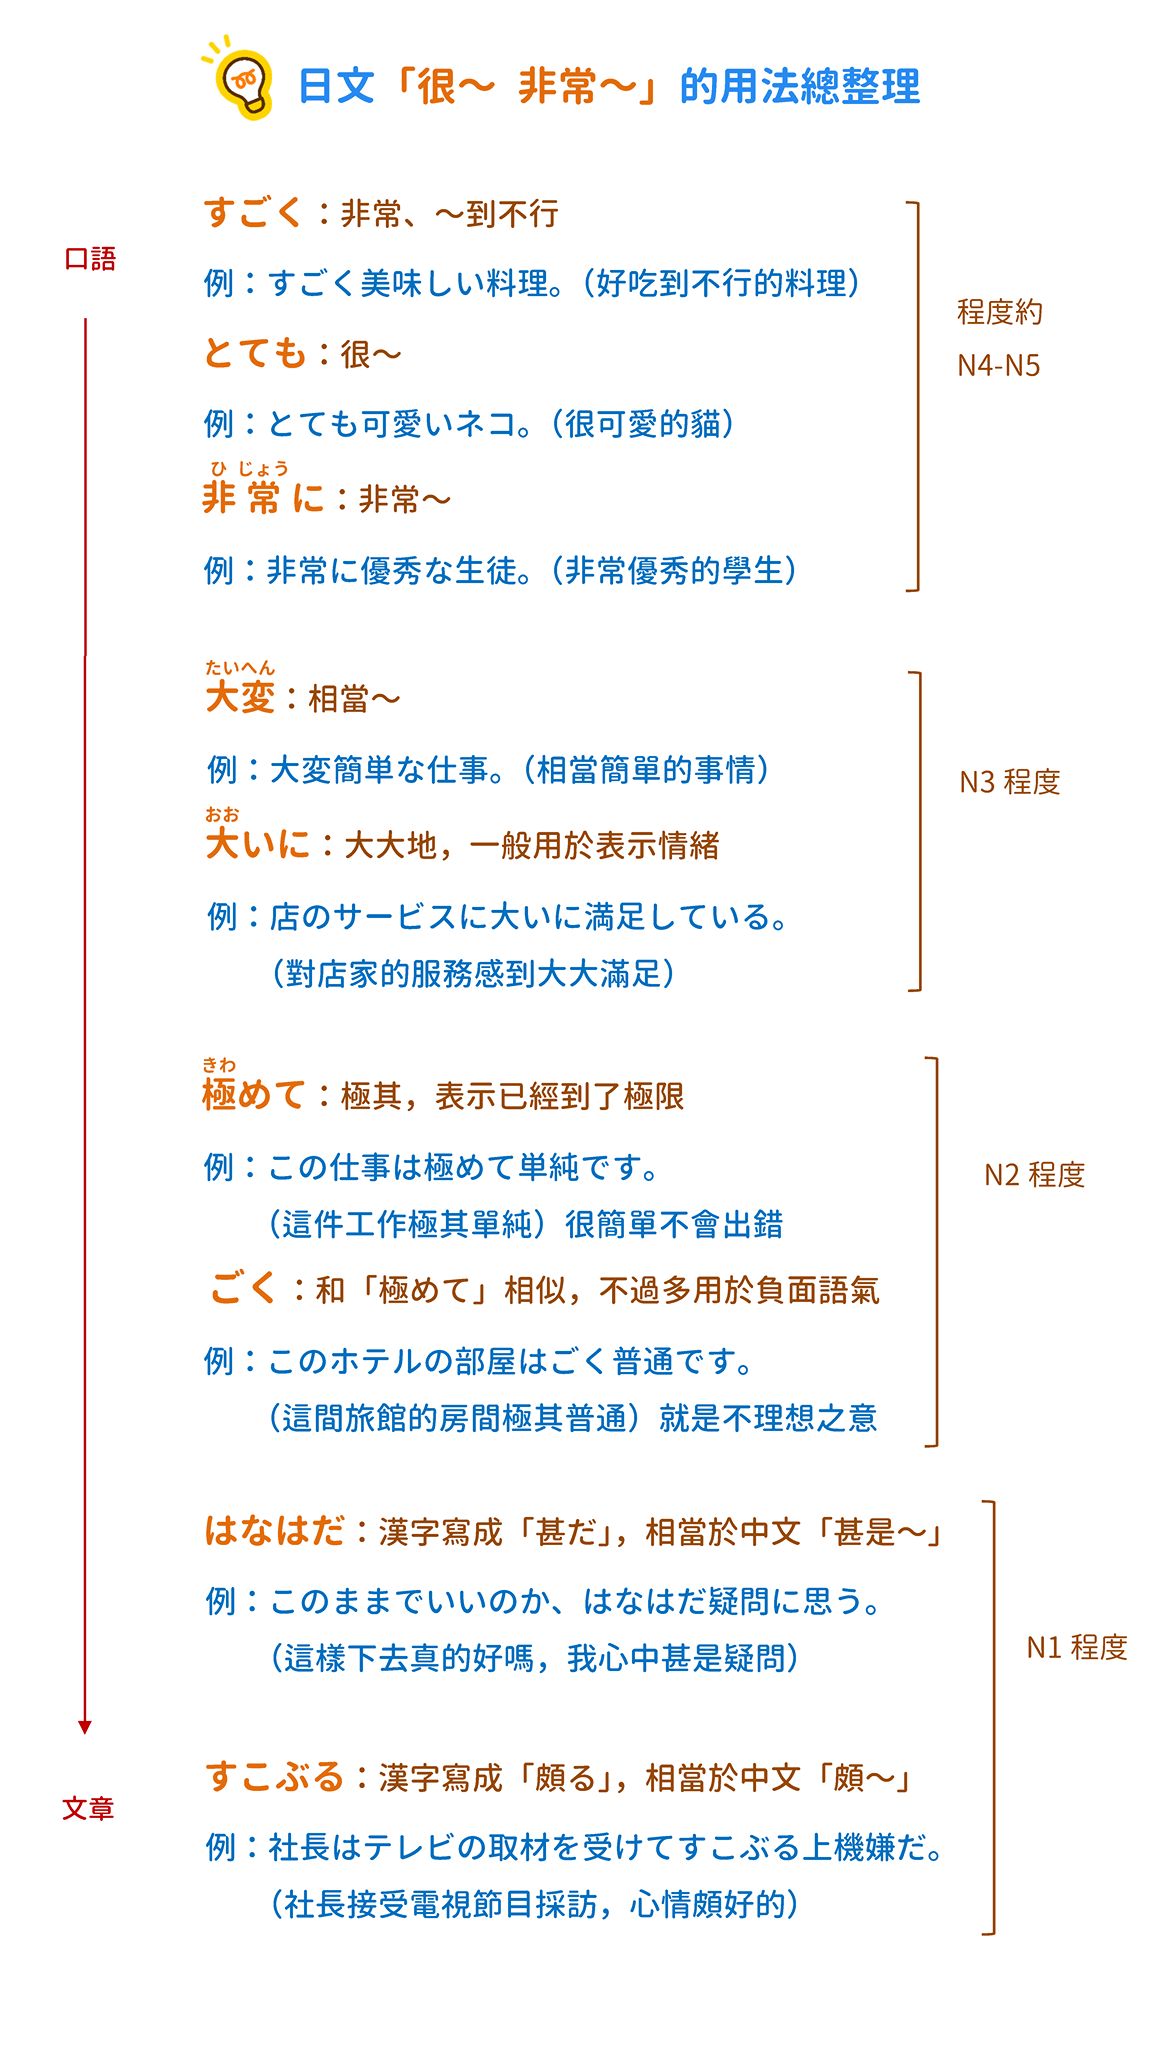 日文「很～ 非常～」的用法總整理
口語
すごく：非常、～到不行
例：すごく美味しい料理。（好吃到不行的料理）
とても：很～
例：とても可愛いネコ。（很可愛的貓）
ひ じょう
非常に：非常～
例：非常に優秀な生徒。（非常優秀的學生）
程度約
N4-N5
たいへん
大変：相當～
例：大変簡単な仕事。（相當簡單的事情）
おお
大いに：大大地，一般用於表示情緒
例：店のサービスに大いに満足している。
（對店家的服務感到大大滿足）
N3 程度
きわ
極めて：極其，表示已經到了極限
例：この仕事は極めて単純です。
（這件工作極其單純）很簡單不會出錯
ごく：和「極めて」相似，不過多用於負面語氣
例：このホテルの部屋はごく普通です。
（這間旅館的房間極其普通）就是不理想之意
N2 程度
はなはだ：漢字寫成「甚だ」，相當於中文「甚是～」
例：このままでいいのか、はなはだ疑問に思う。
（這樣下去真的好嗎，我心中甚是疑問）
すこぶる：漢字寫成「頗る」，相當於中文「頗～」
例：社長はテレビの取材を受けてすこぶる上機嫌だ。
（社長接受電視節目採訪，心情頗好的）
N1 程度
文章